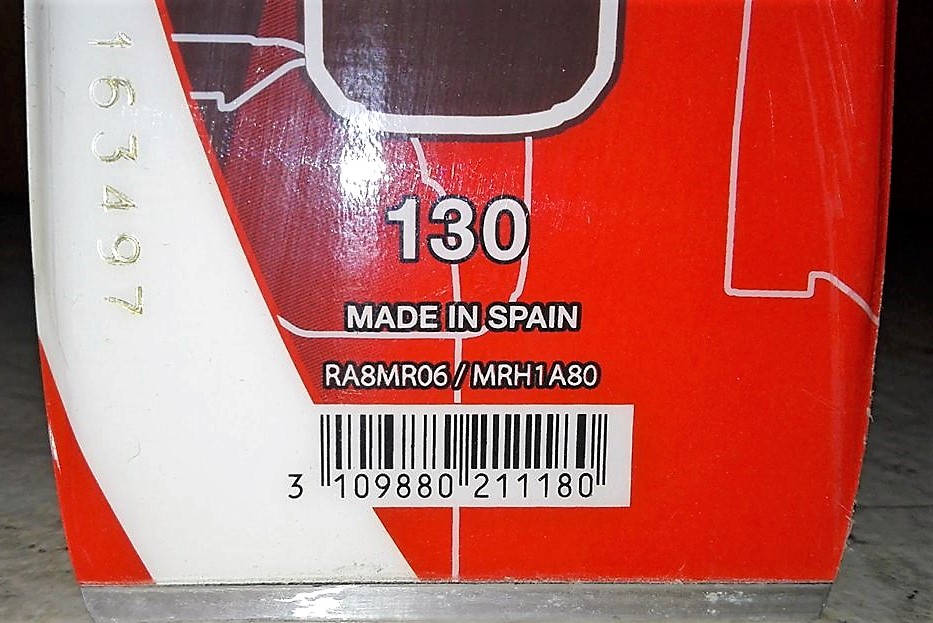 163497
130
MADE IN SPAIN
RA8MR06 / MRH1A80
3 109880 211180